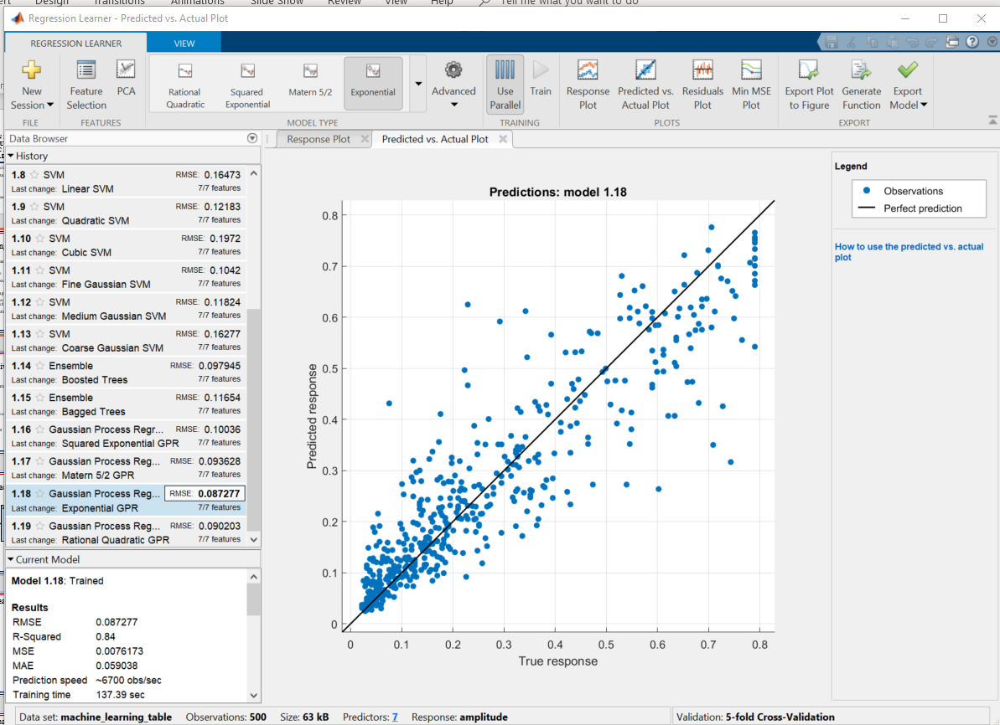 Design Transitions Animations Slide Show Review View Help Tell me what you want to do
Regression Learner - Predicted vs. Actual Plot
REGRESSION LEARNER VIEW
New Session
Feature Selection
PCA
Rational Quadratic
Squared Exponential
Matern 5/2
Exponential
Advanced
Use Parallel
Train
Response Plot
Predicted vs. Actual Plot
Residuals Plot
Min MSE Plot
Export Plot to Figure
Generate Function
Export Model
FILE FEATURES MODEL TYPE TRAINING PLOTS EXPORT
Data Browser
History
1.8 SVM RMSE: 0.16473
Last change: Linear SVM 7/7 features
1.9 SVM RMSE: 0.12183
Last change: Quadratic SVM 7/7 features
1.10 SVM RMSE: 0.1972
Last change: Cubic SVM 7/7 features
1.11 SVM RMSE: 0.1042
Last change: Fine Gaussian SVM 7/7 features
1.12 SVM RMSE: 0.11824
Last change: Medium Gaussian SVM 7/7 features
1.13 SVM RMSE: 0.16277
Last change: Coarse Gaussian SVM 7/7 features
1.14 Ensemble RMSE: 0.097945
Last change: Boosted Trees 7/7 features
1.15 Ensemble RMSE: 0.11654
Last change: Bagged Trees 7/7 features
1.16 Gaussian Process Regr... RMSE: 0.10036
Last change: Squared Exponential GPR 7/7 features
1.17 Gaussian Process Reg... RMSE: 0.093628
Last change: Matern 5/2 GPR 7/7 features
1.18 Gaussian Process Reg... RMSE: 0.087277
Last change: Exponential GPR 7/7 features
1.19 Gaussian Process Reg... RMSE: 0.090203
Last change: Rational Quadratic GPR 7/7 features
Current Model
Model 1.18: Trained
Results
RMSE 0.087277
R-Squared 0.84
MSE 0.0076173
MAE 0.059038
Prediction speed ~6700 obs/sec
Training time 137.39 sec
Response Plot Predicted vs. Actual Plot
Predictions: model 1.18
Predicted response
0.8
0.7
0.6
0.5
0.4
0.3
0.2
0.1
0
0 0.1 0.2 0.3 0.4 0.5 0.6 0.7 0.8
True response
Legend
Observations
Perfect prediction
How to use the predicted vs. actual
plot
Data set: machine_learning_table Observations: 500 Size: 63 kB Predictors: 7 Response: amplitude Validation: 5-fold Cross-Validation